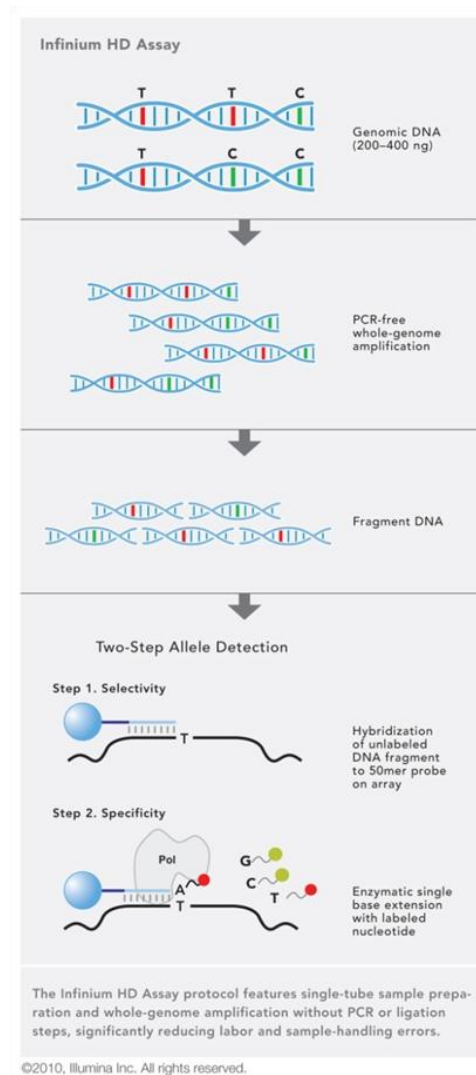 Infinium HD Assay
T T C
T C C
Genomic DNA
(200–400 ng)
PCR-free
whole-genome
amplification
Fragment DNA
Two-Step Allele Detection
Step 1. Selectivity
T
Hybridization
of unlabeled
DNA fragment
to 50mer probe
on array
Step 2. Specificity
Pol
A
T
G
C
T
Enzymatic single
base extension
with labeled
nucleotide
The Infinium HD Assay protocol features single-tube sample prepa-
ration and whole-genome amplification without PCR or ligation
steps, significantly reducing labor and sample-handling errors.
©2010, Illumina Inc. All rights reserved.